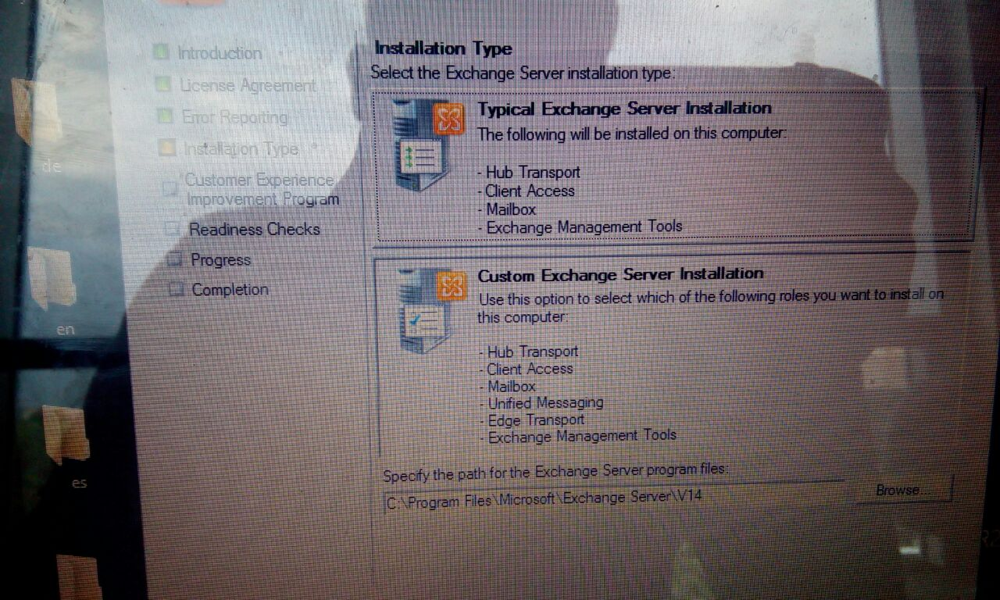 Introduction
License Agreement
Error Reporting
Installation Type
Customer Experience
Improvement Program
Readiness Checks
Progress
Completion
Installation Type
Select the Exchange Server installation type:
Typical Exchange Server Installation
The following will be installed on this computer:
- Hub Transport
- Client Access
- Mailbox
- Exchange Management Tools
Custom Exchange Server Installation
Use this option to select which of the following roles you want to install on
this computer:
- Hub Transport
- Client Access
- Mailbox
- Unified Messaging
- Edge Transport
- Exchange Management Tools
Specify the path for the Exchange Server program files:
C:\Program Files\Microsoft\Exchange Server\V14
Browse...
de
en
es